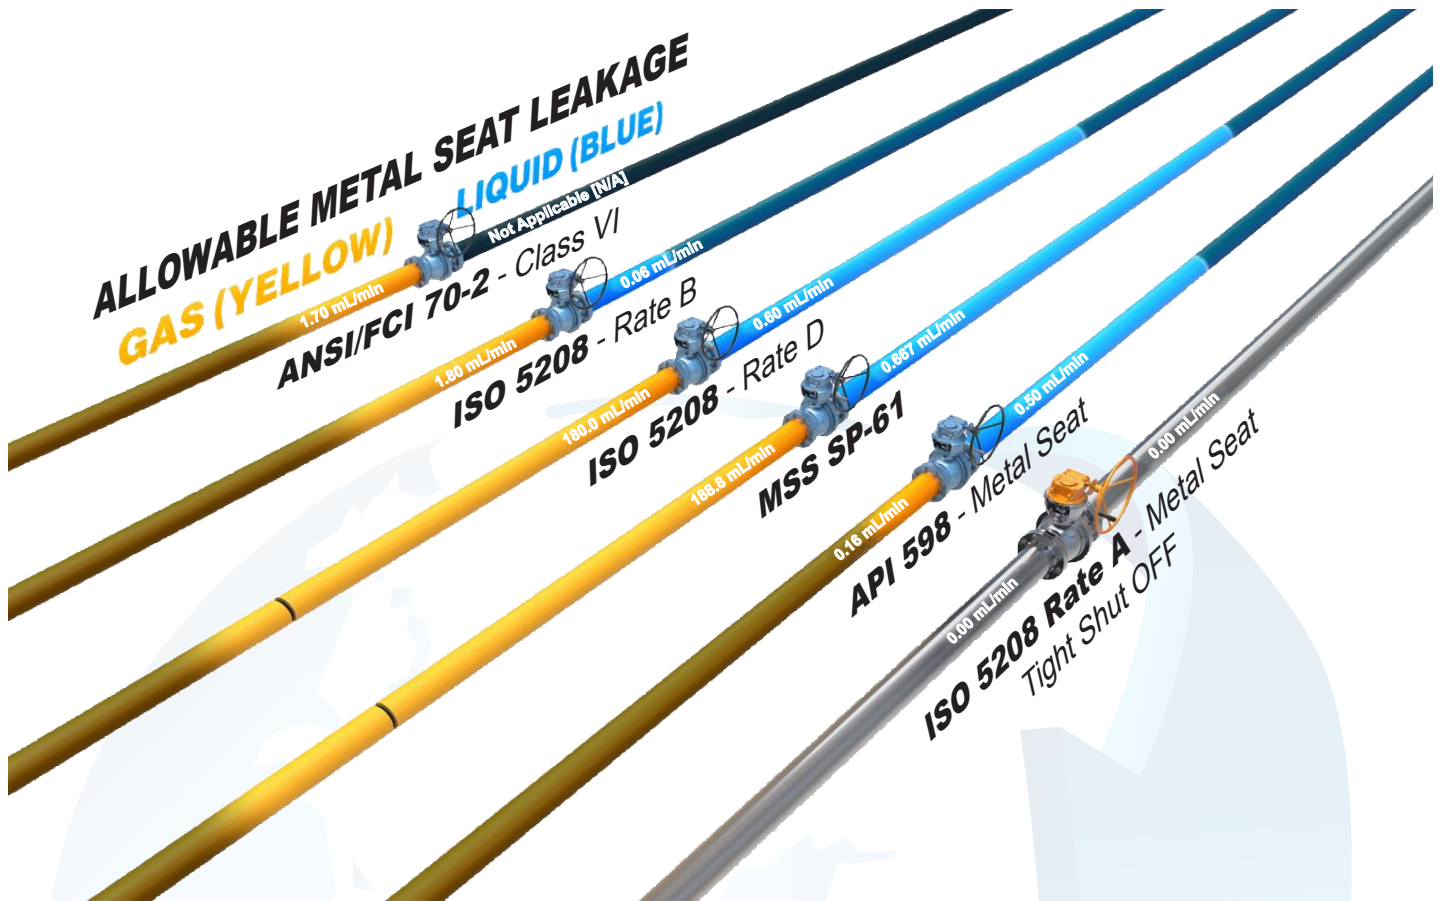 ALLOWABLE METAL SEAT LEAKAGE
GAS (YELLOW) LIQUID (BLUE)
1.70 mL/min
Not Applicable [N/A]
ANSI/FCI 70-2 - Class VI
1.80 mL/min
0.06 mL/min
ISO 5208 - Rate B
180.0 mL/min
0.60 mL/min
ISO 5208 - Rate D
188.8 mL/min
0.667 mL/min
MSS SP-61
0.16 mL/min
0.50 mL/min
API 598 - Metal Seat
0.00 mL/min
0.00 mL/min
ISO 5208 Rate A - Metal Seat
Tight Shut OFF